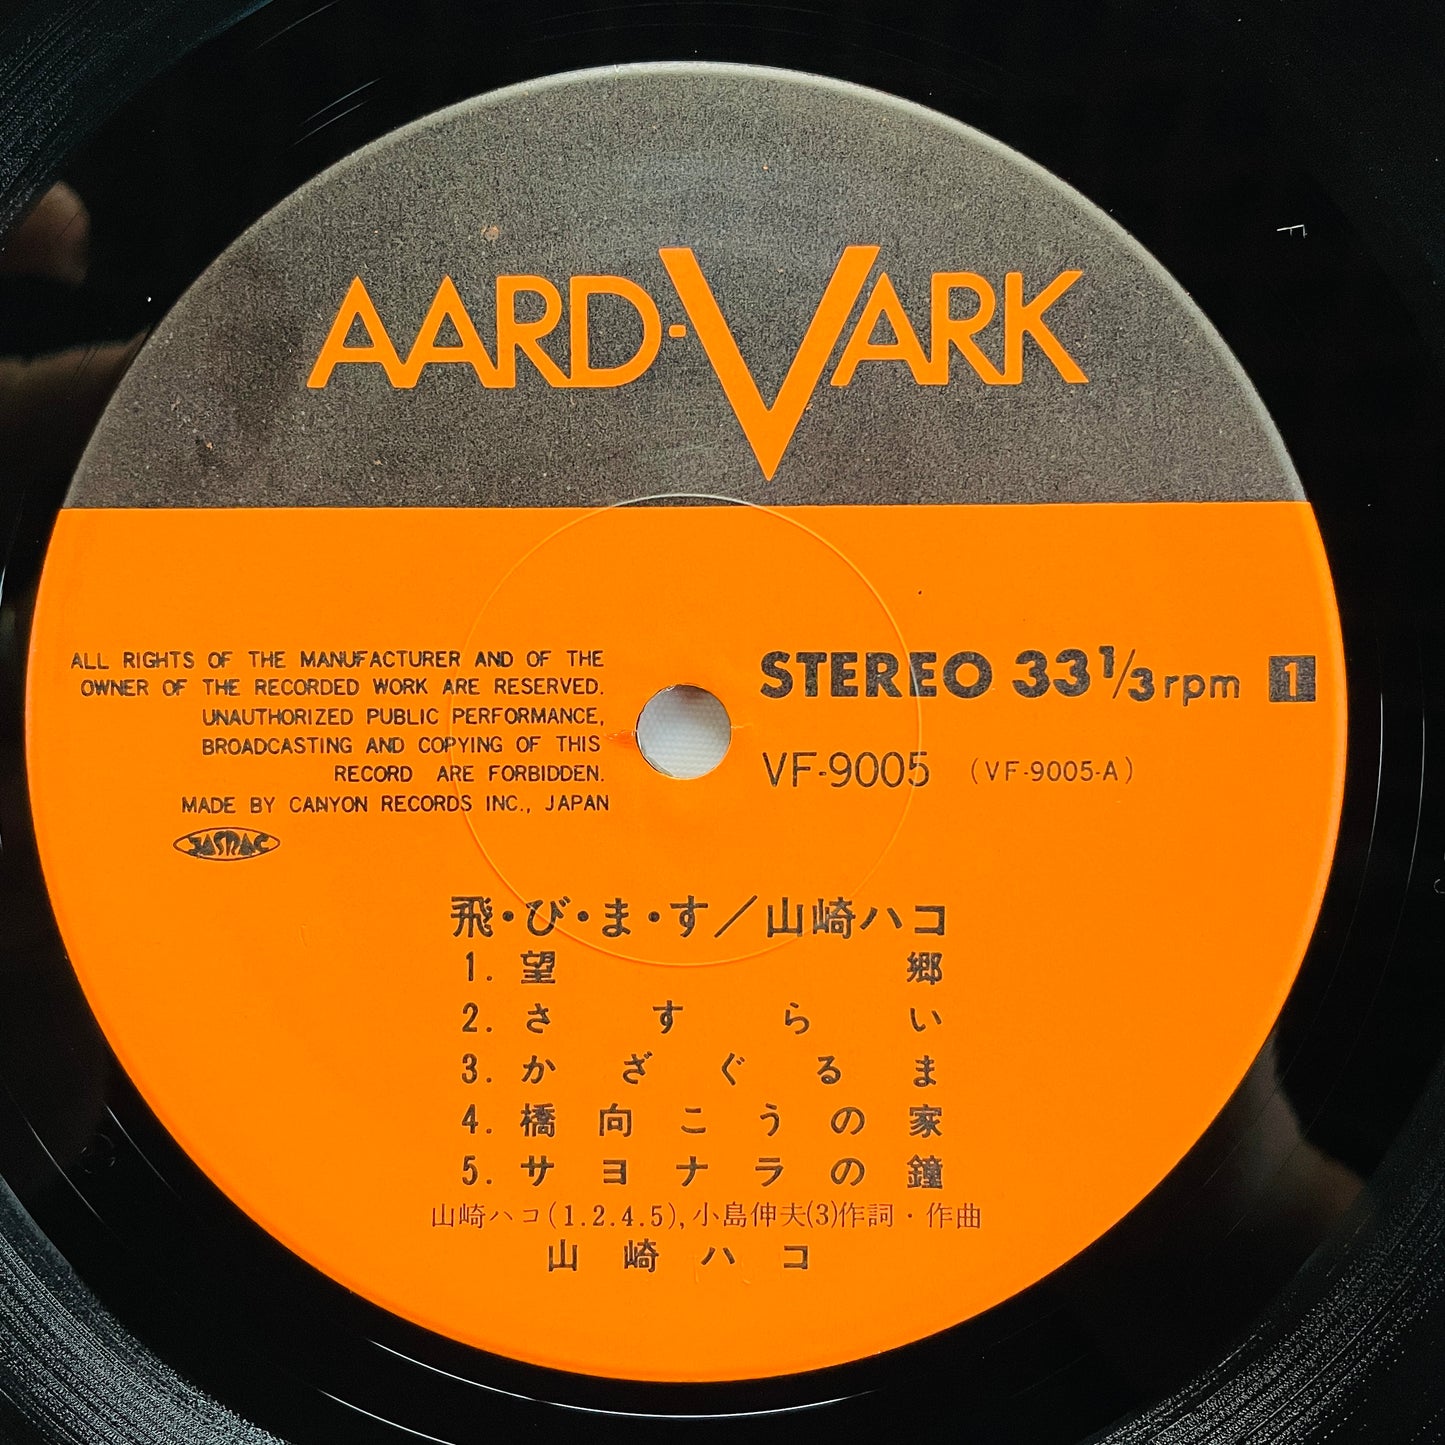 AARD-VARK
ALL RIGHTS OF THE MANUFACTURER AND OF THE
OWNER OF THE RECORDED WORK ARE RESERVED.
UNAUTHORIZED PUBLIC PERFORMANCE,
BROADCASTING AND COPYING OF THIS
RECORD ARE FORBIDDEN.
MADE BY CANYON RECORDS INC., JAPAN
JASRAC
STEREO 33 1/3 rpm 1
VF-9005 (VF-9005-A)
飛・び・ま・す／山崎ハコ
1. 望郷
2. さすらい
3. かざぐるま
4. 橋向こうの家
5. サヨナラの鐘
山崎ハコ(1.2.4.5),小島伸夫(3)作詞・作曲
山崎ハコ